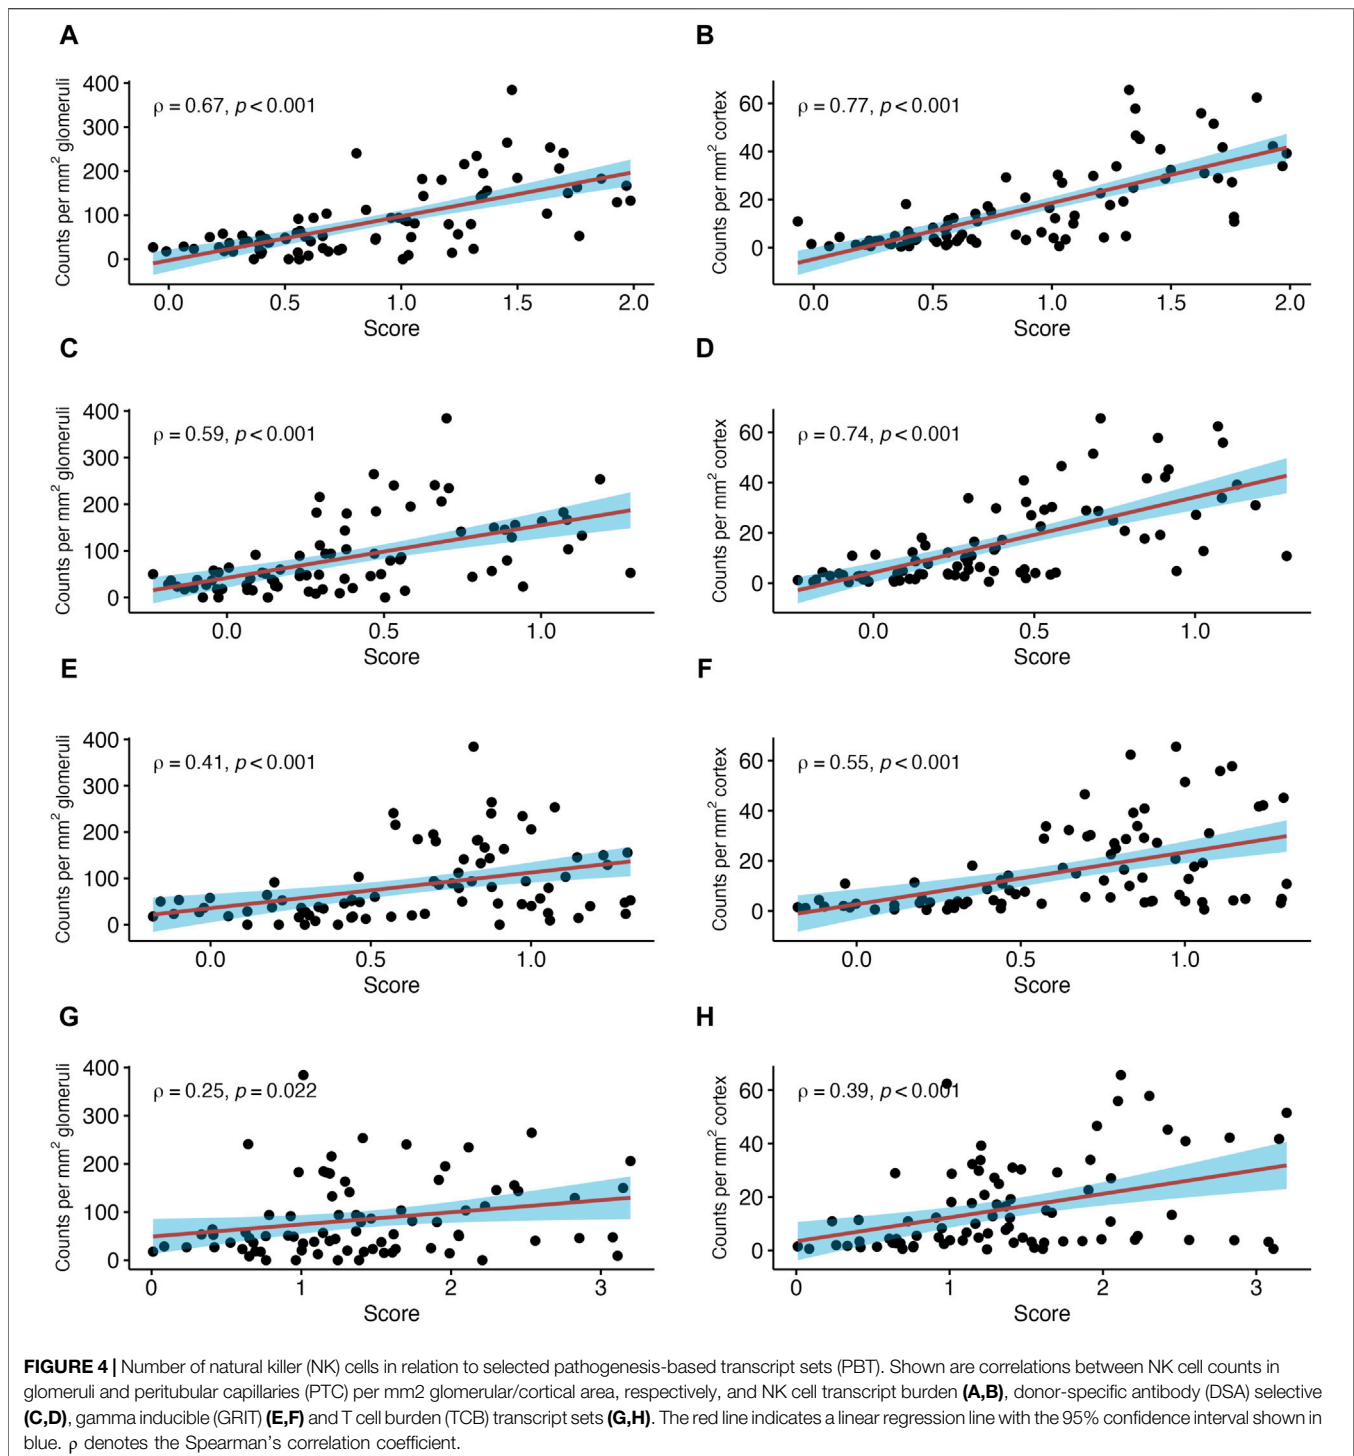 A
B
Counts per mm² glomeruli
400
300
200
100
0
ρ = 0.67, p < 0.001
0.0 0.5 1.0 1.5 2.0
Score
Counts per mm² cortex
60
40
20
0
ρ = 0.77, p < 0.001
0.0 0.5 1.0 1.5 2.0
Score
C
D
Counts per mm² glomeruli
400
300
200
100
0
ρ = 0.59, p < 0.001
0.0 0.5 1.0
Score
Counts per mm² cortex
60
40
20
0
ρ = 0.74, p < 0.001
0.0 0.5 1.0
Score
E
F
Counts per mm² glomeruli
400
300
200
100
0
ρ = 0.41, p < 0.001
0.0 0.5 1.0
Score
Counts per mm² cortex
60
40
20
0
ρ = 0.55, p < 0.001
0.0 0.5 1.0
Score
G
H
Counts per mm² glomeruli
400
300
200
100
0
ρ = 0.25, p = 0.022
0 1 2 3
Score
Counts per mm² cortex
60
40
20
0
ρ = 0.39, p < 0.001
0 1 2 3
Score
FIGURE 4 | Number of natural killer (NK) cells in relation to selected pathogenesis-based transcript sets (PBT). Shown are correlations between NK cell counts in
glomeruli and peritubular capillaries (PTC) per mm2 glomerular/cortical area, respectively, and NK cell transcript burden (A,B), donor-specific antibody (DSA) selective
(C,D), gamma inducible (GRIT) (E,F) and T cell burden (TCB) transcript sets (G,H). The red line indicates a linear regression line with the 95% confidence interval shown in
blue. ρ denotes the Spearman's correlation coefficient.